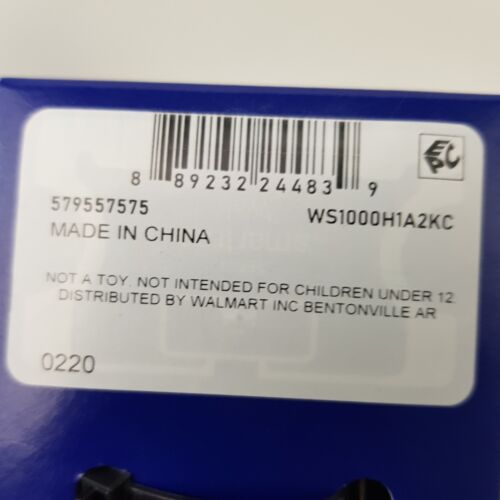 EPC
8 89232 24483 9
579557575 WS1000H1A2KC
MADE IN CHINA
NOT A TOY. NOT INTENDED FOR CHILDREN UNDER 12
DISTRIBUTED BY WALMART INC BENTONVILLE AR
0220